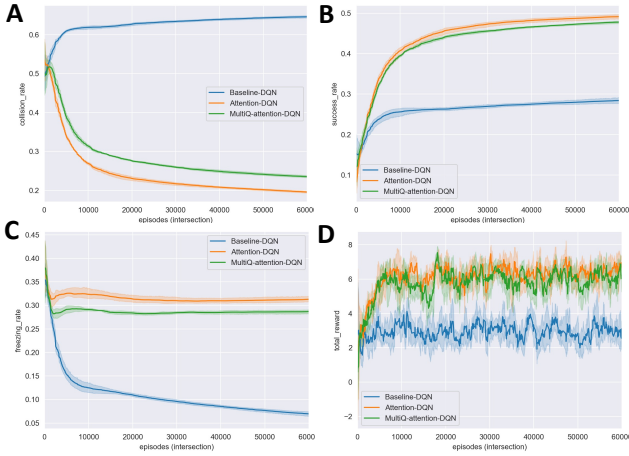 A
collision_rate
0.6
0.5
0.4
0.3
0.2
Baseline-DQN
Attention-DQN
MultiQ-attention-DQN
0 10000 20000 30000 40000 50000 6000
episodes (intersection)
B
success_rate
0.5
0.4
0.3
0.2
0.1
Baseline-DQN
Attention-DQN
MultiQ-attention-DQN
0 10000 20000 30000 40000 50000 60000
episodes (intersection)
C
freezing_rate
0.45
0.40
0.35
0.30
0.25
0.20
0.15
0.10
0.05
Baseline-DQN
Attention-DQN
MultiQ-attention-DQN
0 10000 20000 30000 40000 50000 6000
episodes (intersection)
D
total_reward
8
6
4
2
0
−2
Baseline-DQN
Attention-DQN
MultiQ-attention-DQN
0 10000 20000 30000 40000 50000 60000
episodes (intersection)